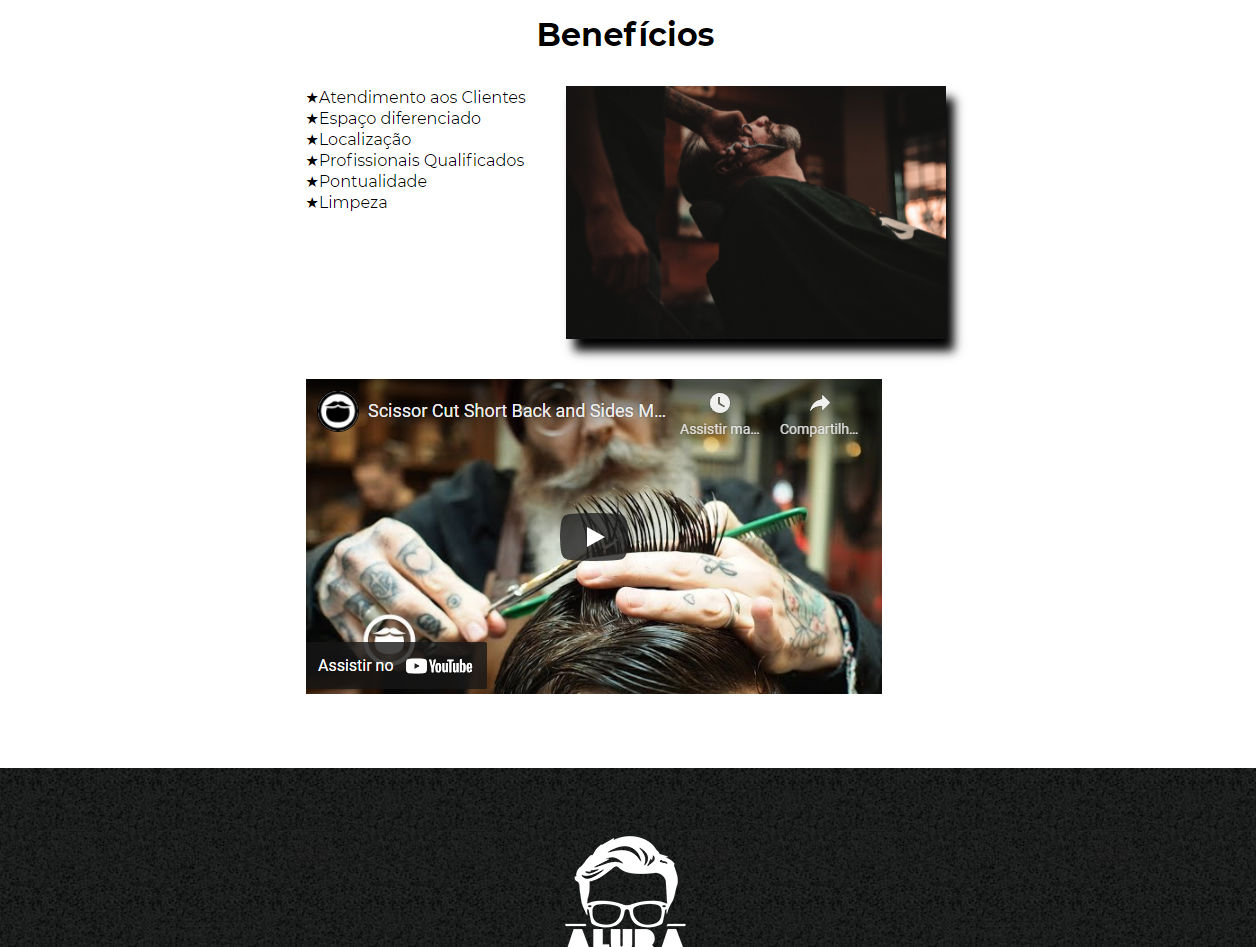 Benefícios
★Atendimento aos Clientes
★Espaço diferenciado
★Localização
★Profissionais Qualificados
★Pontualidade
★Limpeza
Scissor Cut Short Back and Sides M...
Assistir ma...
Compartilh...
Assistir no YouTube
ALURA